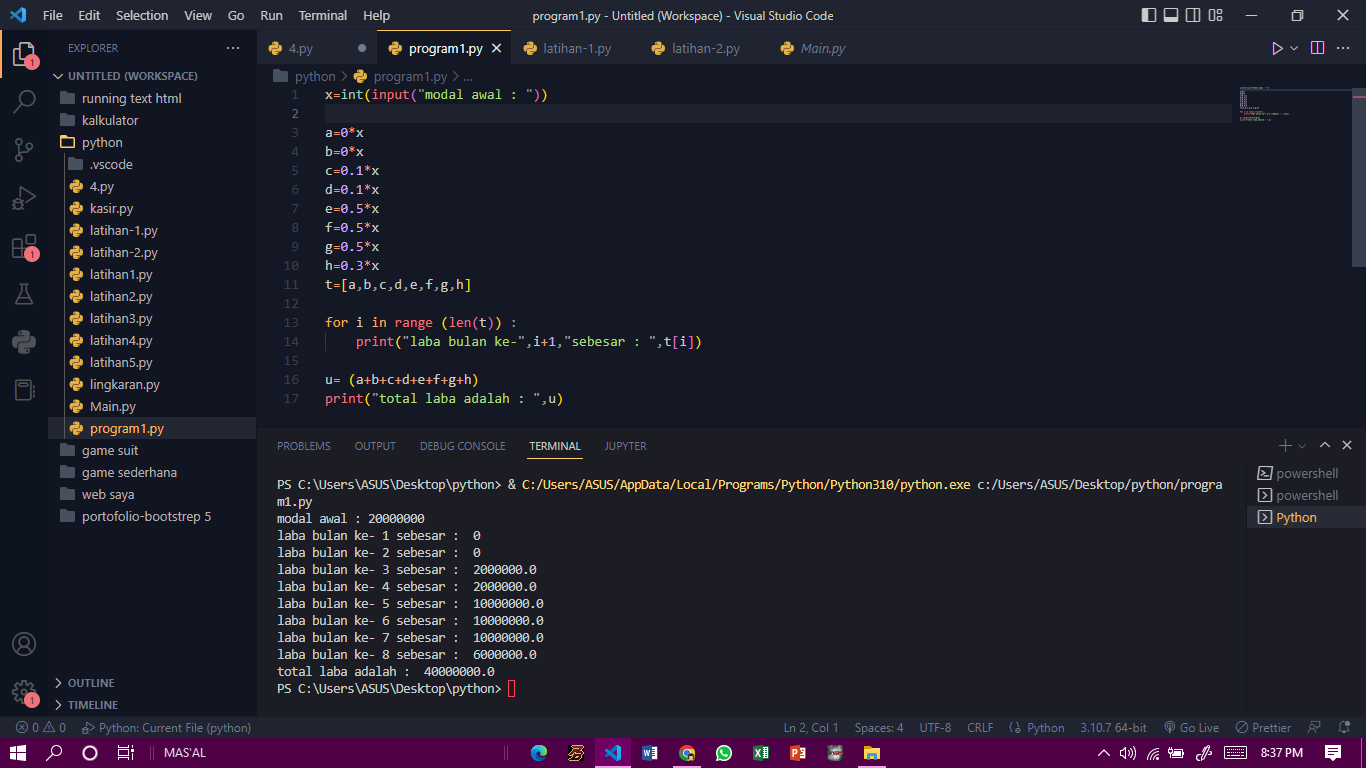 File Edit Selection View Go Run Terminal Help program1.py - Untitled (Workspace) - Visual Studio Code
EXPLORER
4.py program1.py latihan-1.py latihan-2.py Main.py
UNTITLED (WORKSPACE)
running text html
kalkulator
python
.vscode
4.py
kasir.py
latihan-1.py
latihan-2.py
latihan1.py
latihan2.py
latihan3.py
latihan4.py
latihan5.py
lingkaran.py
Main.py
program1.py
game suit
game sederhana
web saya
portofolio-bootstrep 5
OUTLINE
TIMELINE
1
1
1
python > program1.py > ...
1 x=int(input("modal awal : "))
2
3 a=0*x
4 b=0*x
5 c=0.1*x
6 d=0.1*x
7 e=0.5*x
8 f=0.5*x
9 g=0.5*x
10 h=0.3*x
11 t=[a,b,c,d,e,f,g,h]
12
13 for i in range (len(t)) :
14 print("laba bulan ke-",i+1,"sebesar : ",t[i])
15
16 u= (a+b+c+d+e+f+g+h)
17 print("total laba adalah : ",u)
PROBLEMS OUTPUT DEBUG CONSOLE TERMINAL JUPYTER
PS C:\Users\ASUS\Desktop\python> & C:/Users/ASUS/AppData/Local/Programs/Python/Python310/python.exe c:/Users/ASUS/Desktop/python/progra
m1.py
modal awal : 20000000
laba bulan ke- 1 sebesar :  0
laba bulan ke- 2 sebesar :  0
laba bulan ke- 3 sebesar :  2000000.0
laba bulan ke- 4 sebesar :  2000000.0
laba bulan ke- 5 sebesar :  10000000.0
laba bulan ke- 6 sebesar :  10000000.0
laba bulan ke- 7 sebesar :  10000000.0
laba bulan ke- 8 sebesar :  6000000.0
total laba adalah :  40000000.0
PS C:\Users\ASUS\Desktop\python>
powershell
powershell
Python
0 0 Python: Current File (python) Ln 2, Col 1 Spaces: 4 UTF-8 CRLF Python 3.10.7 64-bit Go Live Prettier
MAS'AL 8:37 PM